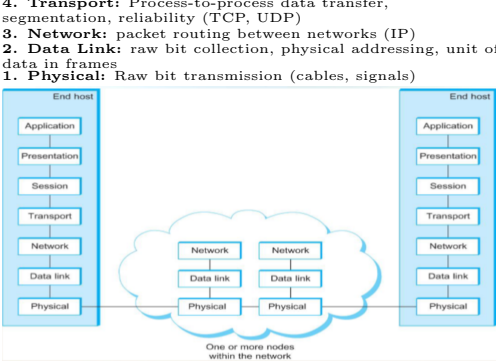 4. Transport: Process-to-process data transfer,
segmentation, reliability (TCP, UDP)
3. Network: packet routing between networks (IP)
2. Data Link: raw bit collection, physical addressing, unit of
data in frames
1. Physical: Raw bit transmission (cables, signals)
End host
End host
Application
Application
Presentation
Presentation
Session
Session
Transport
Transport
Network
Network
Network
Network
Data link
Data link
Data link
Data link
Physical
Physical
Physical
Physical
One or more nodes
within the network